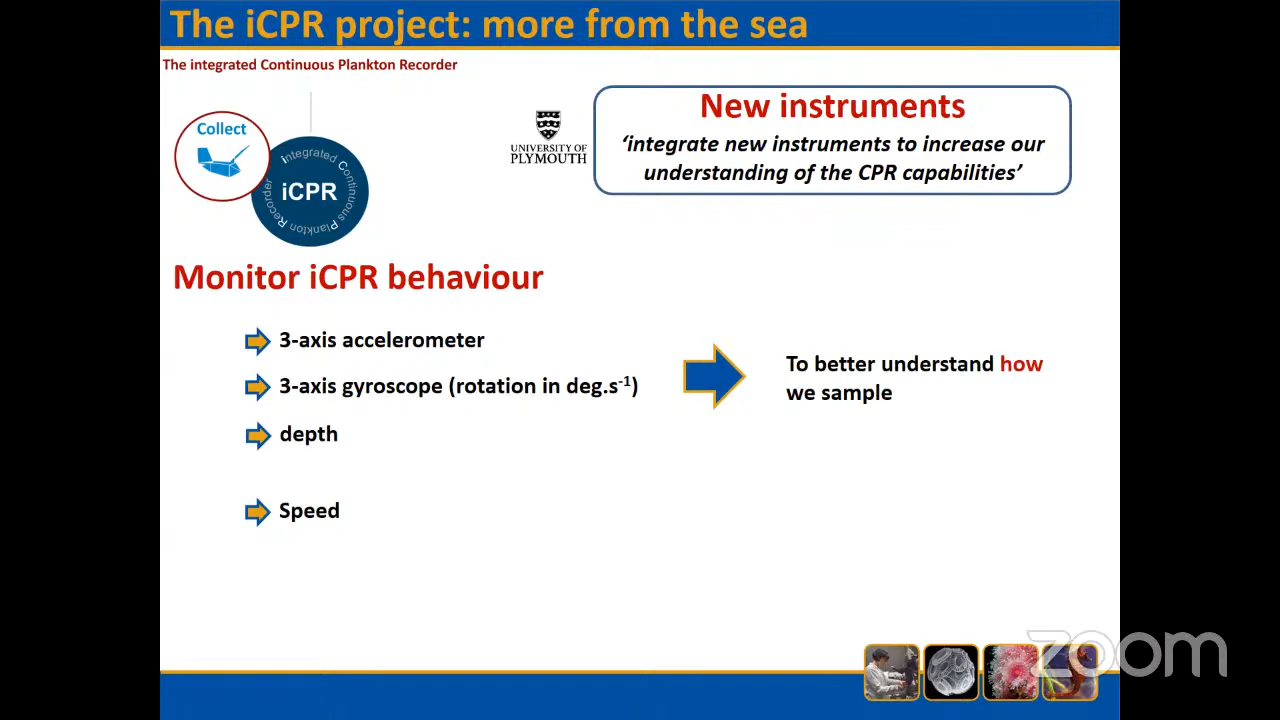 The iCPR project: more from the sea
The integrated Continuous Plankton Recorder
Collect
integrated Continuous Plankton Recorder
iCPR
UNIVERSITY OF
PLYMOUTH
New instruments
‘integrate new instruments to increase our
understanding of the CPR capabilities’
Monitor iCPR behaviour
3-axis accelerometer
3-axis gyroscope (rotation in deg.s⁻¹)
depth
Speed
To better understand how
we sample
zoom